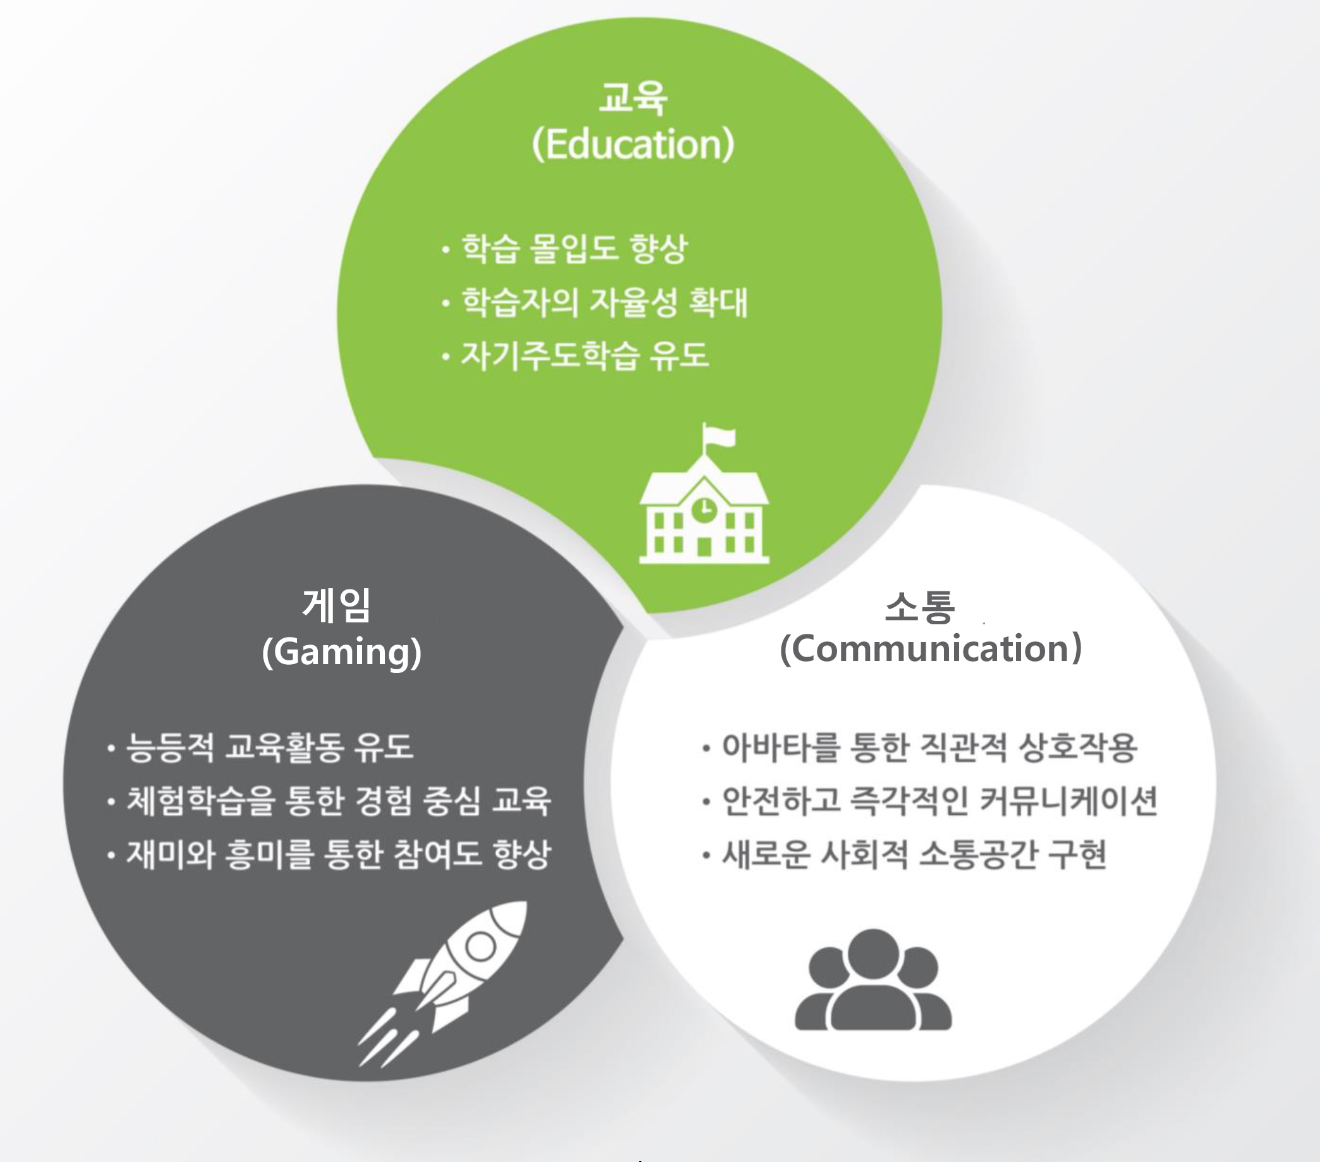 교육
(Education)
• 학습 몰입도 향상
• 학습자의 자율성 확대
• 자기주도학습 유도
게임
(Gaming)
• 능등적 교육활동 유도
• 체험학습을 통한 경험 중심 교육
• 재미와 흥미를 통한 참여도 향상
소통
(Communication)
• 아바타를 통한 직관적 상호작용
• 안전하고 즉각적인 커뮤니케이션
• 새로운 사회적 소통공간 구현